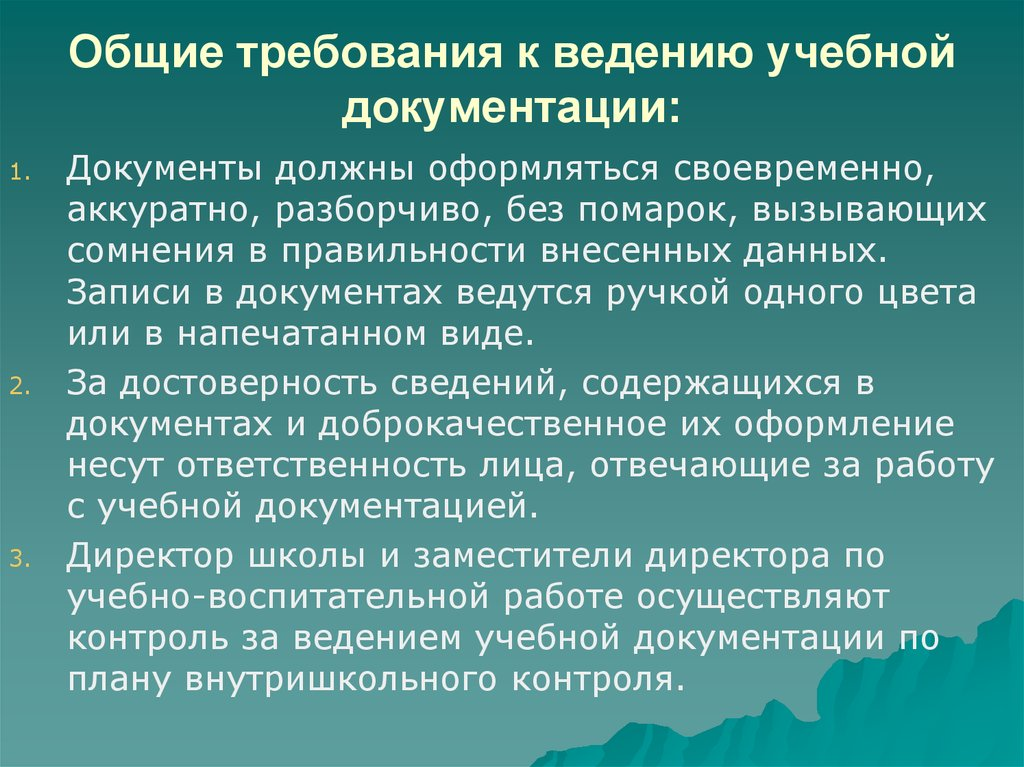 Общие требования к ведению учебной
документации:
1. Документы должны оформляться своевременно,
аккуратно, разборчиво, без помарок, вызывающих
сомнения в правильности внесенных данных.
Записи в документах ведутся ручкой одного цвета
или в напечатанном виде.
2. За достоверность сведений, содержащихся в
документах и доброкачественное их оформление
несут ответственность лица, отвечающие за работу
с учебной документацией.
3. Директор школы и заместители директора по
учебно-воспитательной работе осуществляют
контроль за ведением учебной документации по
плану внутришкольного контроля.